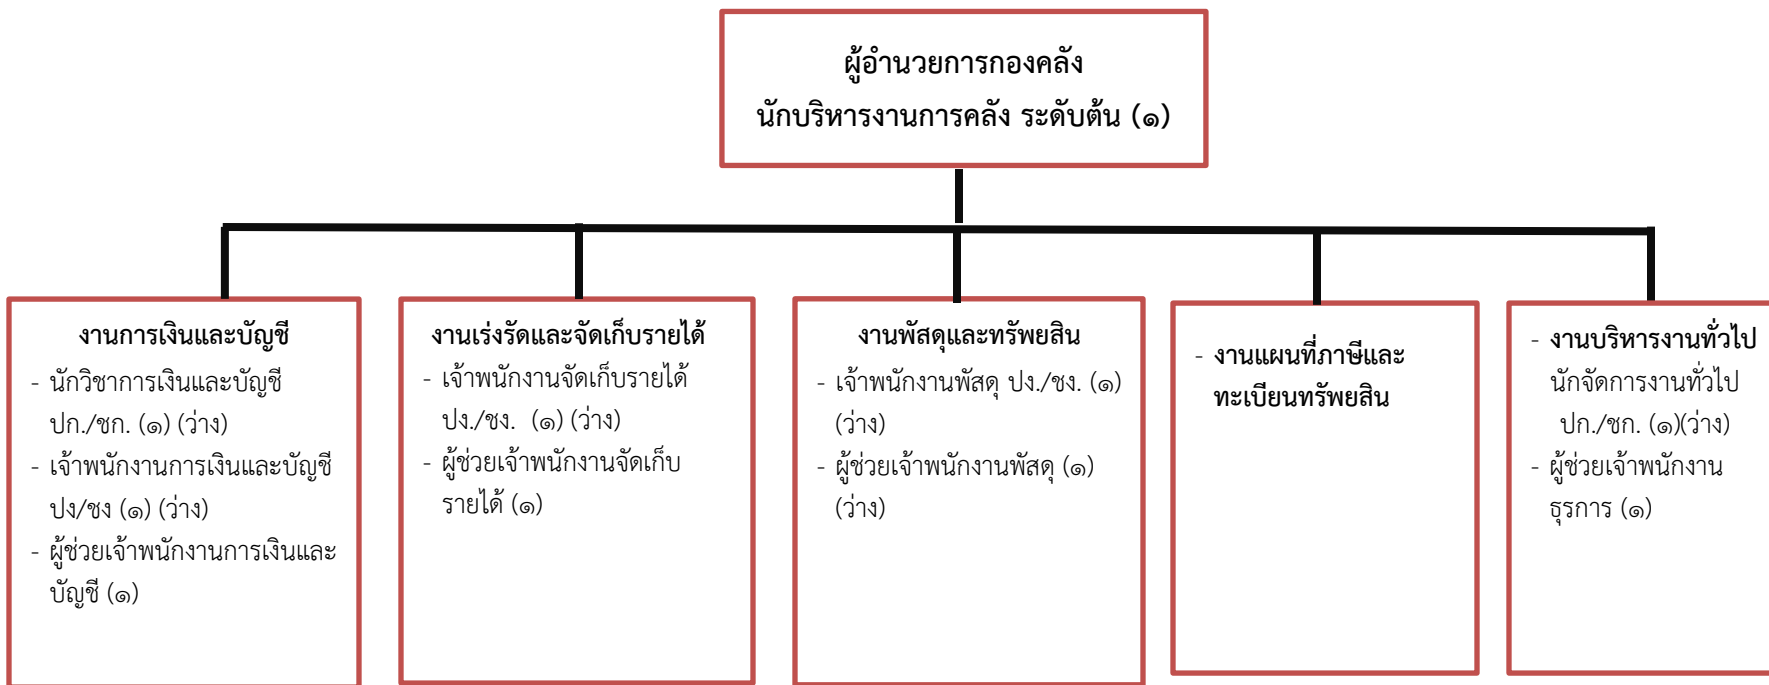 ผู้อำนวยการกองคลัง
นักบริหารงานการคลัง ระดับต้น (๑)
งานการเงินและบัญชี
- นักวิชาการเงินและบัญชี
ปก./ชก. (๑) (ว่าง)
- เจ้าพนักงานการเงินและบัญชี
ปง/ชง (๑) (ว่าง)
- ผู้ช่วยเจ้าพนักงานการเงินและ
บัญชี (๑)
งานเร่งรัดและจัดเก็บรายได้
- เจ้าพนักงานจัดเก็บรายได้
ปง./ชง. (๑) (ว่าง)
- ผู้ช่วยเจ้าพนักงานจัดเก็บ
รายได้ (๑)
งานพัสดุและทรัพยสิน
- เจ้าพนักงานพัสดุ ปง./ชง. (๑)
(ว่าง)
- ผู้ช่วยเจ้าพนักงานพัสดุ (๑)
(ว่าง)
- งานแผนที่ภาษีและ
ทะเบียนทรัพยสิน
- งานบริหารงานทั่วไป
นักจัดการงานทั่วไป
ปก./ชก. (๑)(ว่าง)
- ผู้ช่วยเจ้าพนักงาน
ธุรการ (๑)